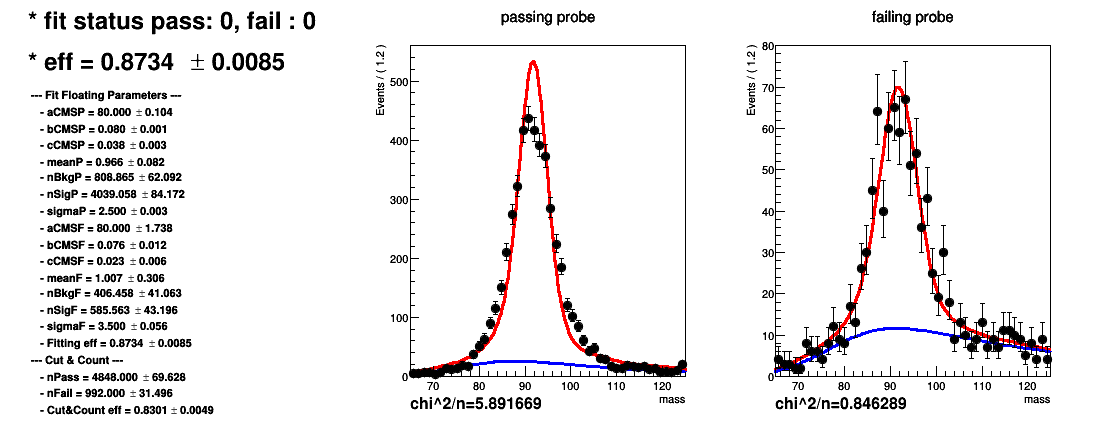 * fit status pass: 0, fail : 0
* eff = 0.8734 ± 0.0085
--- Fit Floating Parameters ---
- aCMSP = 80.000 ± 0.104
- bCMSP = 0.080 ± 0.001
- cCMSP = 0.038 ± 0.003
- meanP = 0.966 ± 0.082
- nBkgP = 808.865 ± 62.092
- nSigP = 4039.058 ± 84.172
- sigmaP = 2.500 ± 0.003
- aCMSF = 80.000 ± 1.738
- bCMSF = 0.076 ± 0.012
- cCMSF = 0.023 ± 0.006
- meanF = 1.007 ± 0.306
- nBkgF = 406.458 ± 41.063
- nSigF = 585.563 ± 43.196
- sigmaF = 3.500 ± 0.056
- Fitting eff = 0.8734 ± 0.0085
--- Cut & Count ---
- nPass = 4848.000 ± 69.628
- nFail = 992.000 ± 31.496
- Cut&Count eff = 0.8301 ± 0.0049
passing probe
Events / ( 1.2 )
500
400
300
200
100
0
70 80 90 100 110 120
mass
chi^2/n=5.891669
failing probe
Events / ( 1.2 )
80
70
60
50
40
30
20
10
0
70 80 90 100 110 120
mass
chi^2/n=0.846289